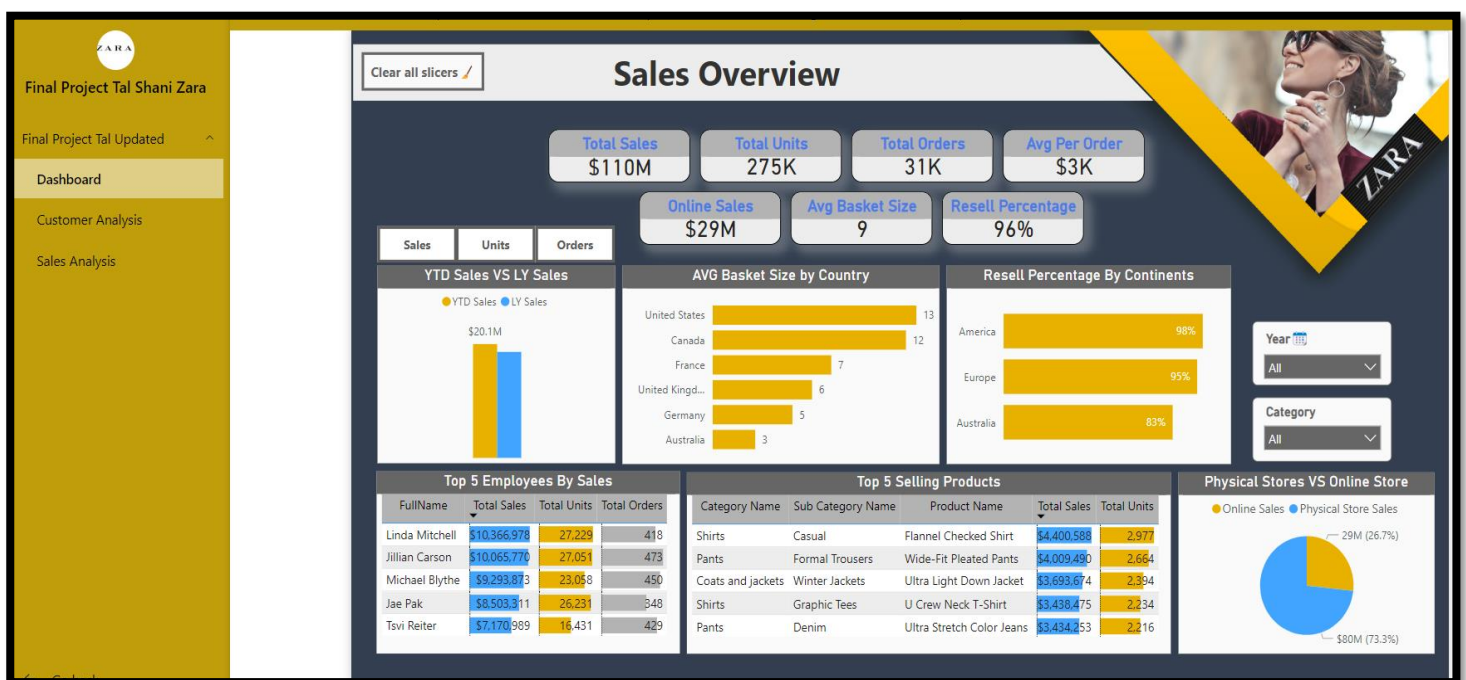 ZARA
Final Project Tal Shani Zara
Final Project Tal Updated
Dashboard
Customer Analysis
Sales Analysis
Clear all slicers
Sales Overview
ZARA
Total Sales
$110M
Total Units
275K
Total Orders
31K
Avg Per Order
$3K
Online Sales
$29M
Avg Basket Size
9
Resell Percentage
96%
Sales Units Orders
YTD Sales VS LY Sales
YTD Sales LY Sales
$20.1M
AVG Basket Size by Country
United States 13
Canada 12
France 7
United Kingd... 6
Germany 5
Australia 3
Resell Percentage By Continents
America 98%
Europe 95%
Australia 83%
Year
All
Category
All
Top 5 Employees By Sales
FullName Total Sales Total Units Total Orders
Linda Mitchell $10,366,978 27,229 418
Jillian Carson $10,065,770 27,051 473
Michael Blythe $9,293,873 23,058 450
Jae Pak $8,503,311 26,231 348
Tsvi Reiter $7,170,989 16,431 429
Top 5 Selling Products
Category Name Sub Category Name Product Name Total Sales Total Units
Shirts Casual Flannel Checked Shirt $4,400,588 2,977
Pants Formal Trousers Wide-Fit Pleated Pants $4,009,490 2,664
Coats and jackets Winter Jackets Ultra Light Down Jacket $3,693,674 2,394
Shirts Graphic Tees U Crew Neck T-Shirt $3,438,475 2,234
Pants Denim Ultra Stretch Color Jeans $3,434,253 2,216
Physical Stores VS Online Store
Online Sales Physical Store Sales
29M (26.7%)
$80M (73.3%)